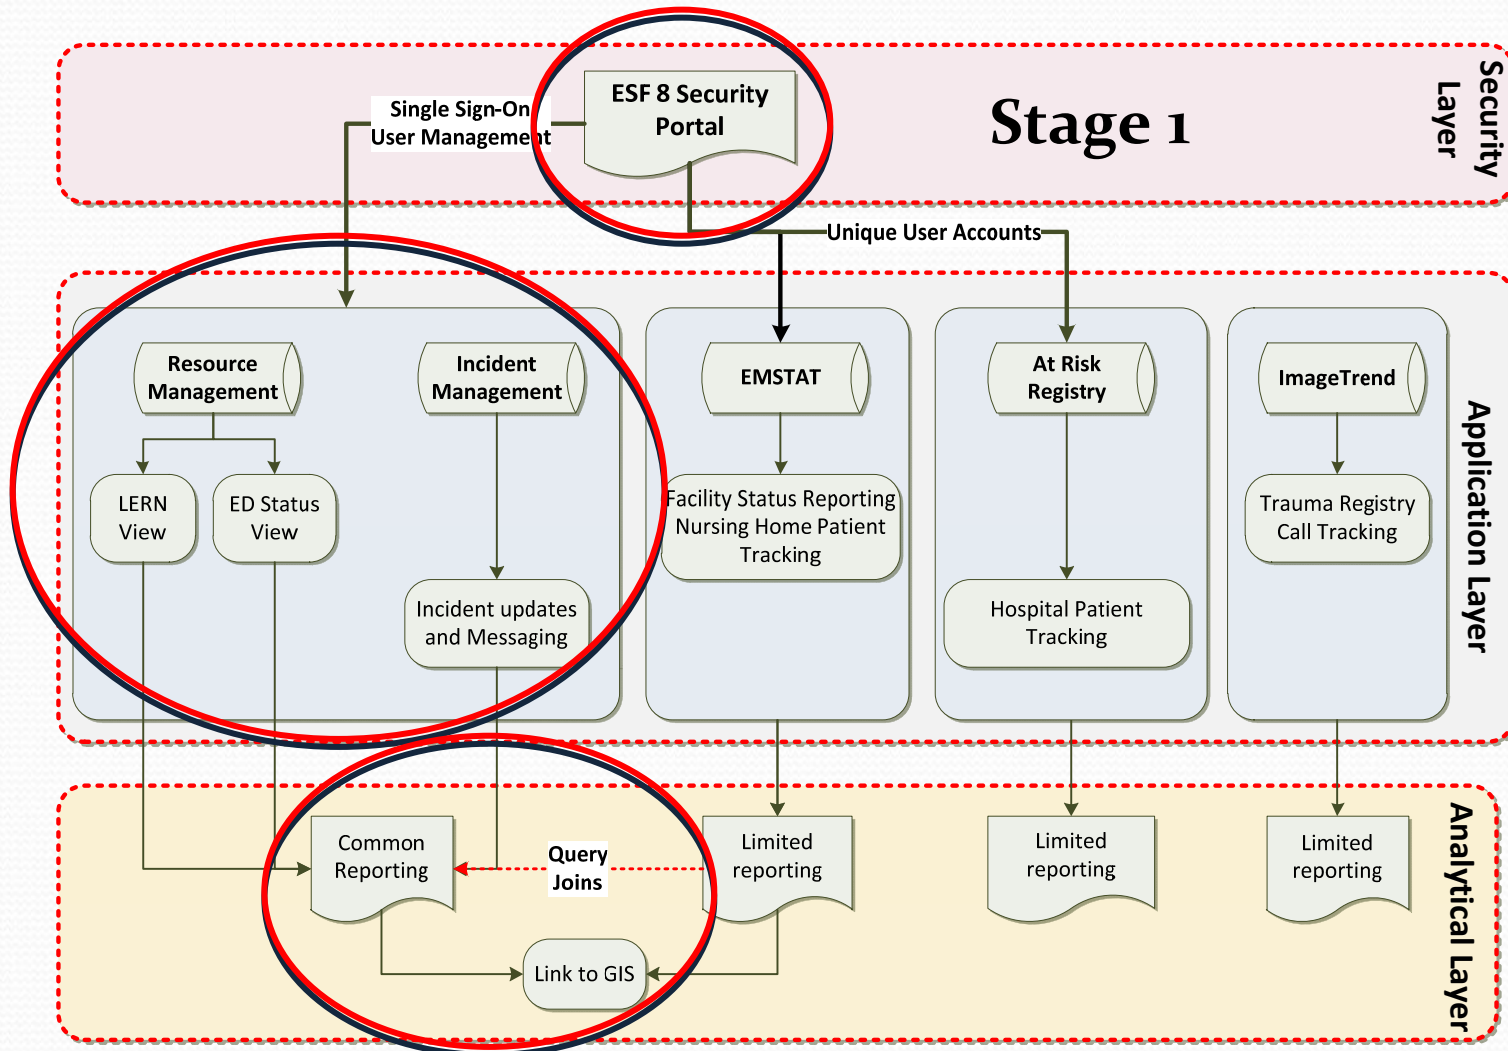 Single Sign-On
User Management
ESF 8 Security
Portal
Stage 1
Security
Layer
Unique User Accounts
Resource
Management
Incident
Management
EMSTAT
At Risk
Registry
ImageTrend
LERN
View
ED Status
View
Facility Status Reporting
Nursing Home Patient
Tracking
Trauma Registry
Call Tracking
Incident updates
and Messaging
Hospital Patient
Tracking
Application Layer
Common
Reporting
Query
Joins
Limited
reporting
Limited
reporting
Limited
reporting
Link to GIS
Analytical Layer